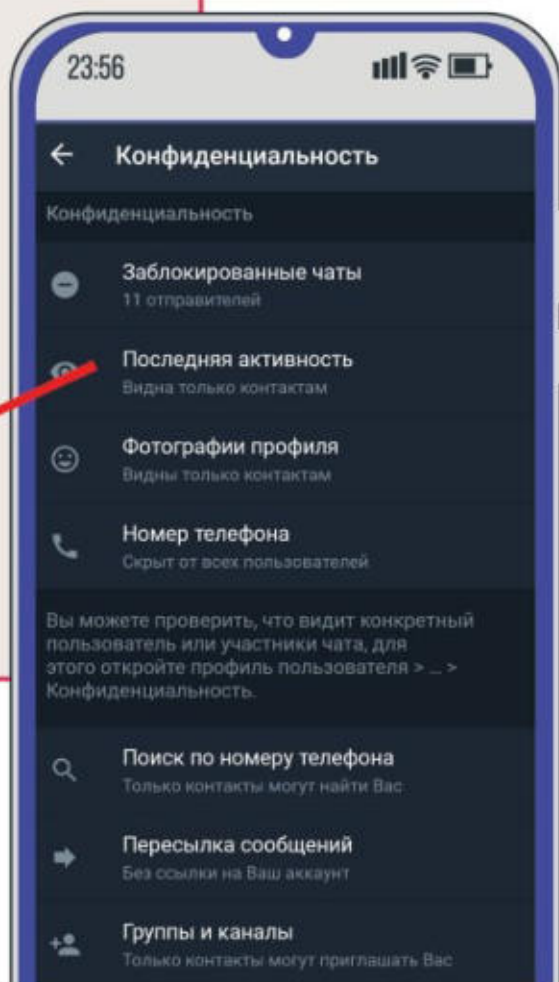 23:56
Конфиденциальность
Конфиденциальность
Заблокированные чаты
11 отправителей
Последняя активность
Видна только контактам
Фотографии профиля
Видны только контактам
Номер телефона
Скрыт от всех пользователей
Вы можете проверить, что видит конкретный
пользователь или участники чата, для
этого откройте профиль пользователя > ... >
Конфиденциальность.
Поиск по номеру телефона
Только контакты могут найти Вас
Пересылка сообщений
Без ссылки на Ваш аккаунт
Группы и каналы
Только контакты могут приглашать Вас